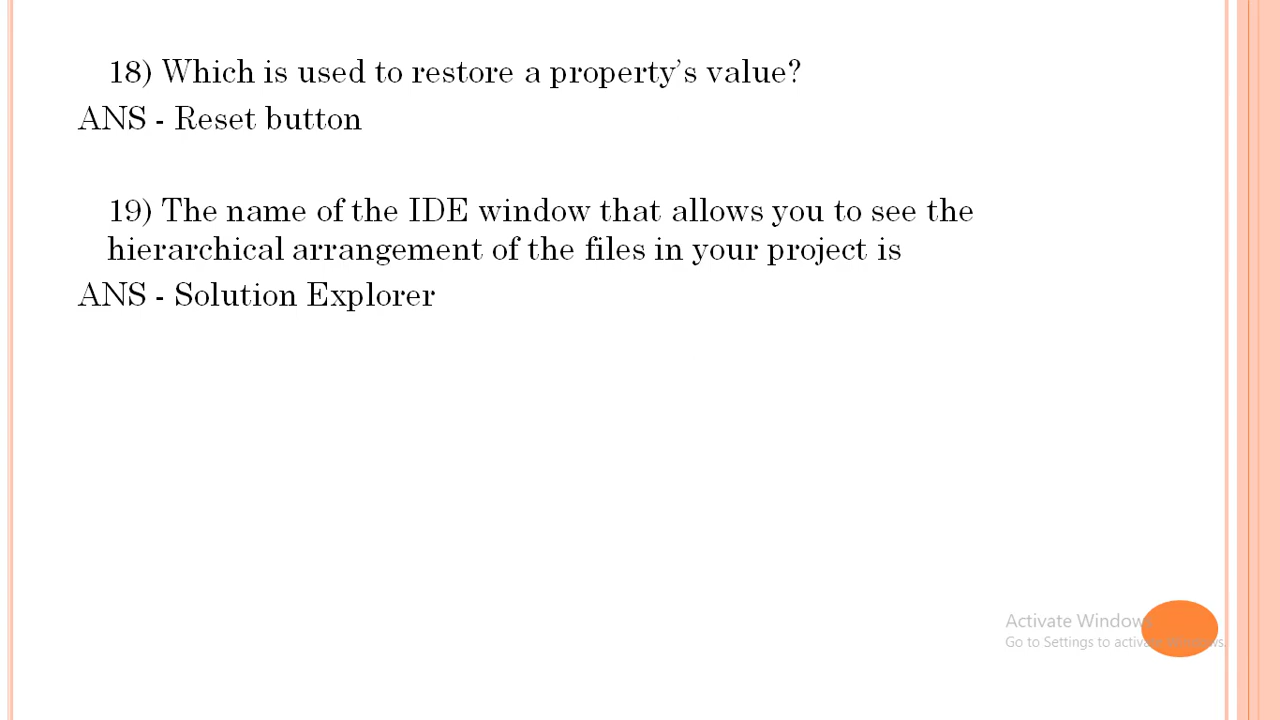 18) Which is used to restore a property’s value?
ANS - Reset button
19) The name of the IDE window that allows you to see the
hierarchical arrangement of the files in your project is
ANS - Solution Explorer
Activate Windows
Go to Settings to activate Windows.